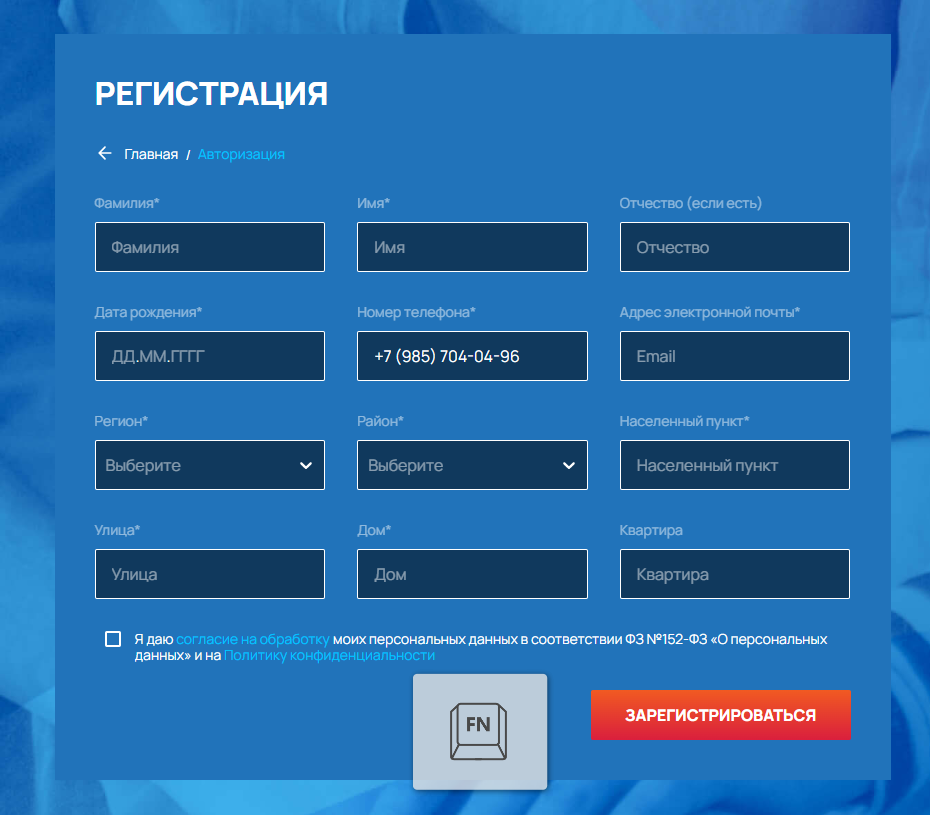 РЕГИСТРАЦИЯ
Главная / Авторизация
Фамилия* Имя* Отчество (если есть)
Фамилия Имя Отчество
Дата рождения* Номер телефона* Адрес электронной почты*
ДД.ММ.ГГГГ +7 (985) 704-04-96 Email
Регион* Район* Населенный пункт*
Выберите Выберите Населенный пункт
Улица* Дом* Квартира
Улица Дом Квартира
Я даю согласие на обработку моих персональных данных в соответствии ФЗ №152-ФЗ «О персональных
данных» и на Политику конфиденциальности
FN
ЗАРЕГИСТРИРОВАТЬСЯ